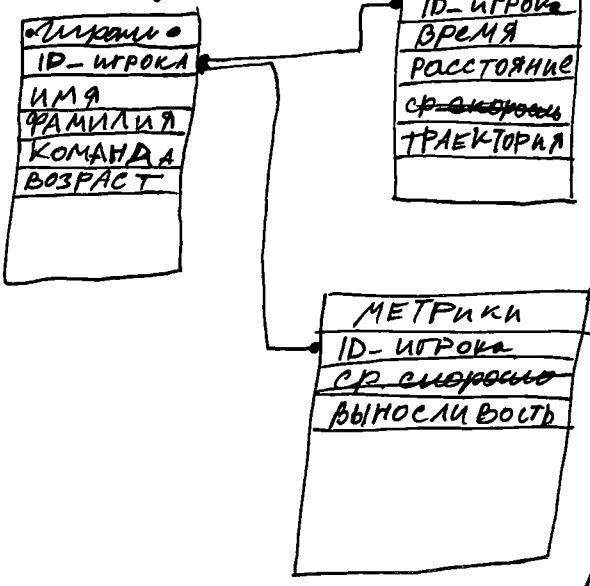 •Игроки•
ID_ИГРОКА
ИМЯ
ФАМИЛИЯ
КОМАНДА
ВОЗРАСТ
ID_ИГРОКа
ВРЕМЯ
РАССТОЯНИЕ
ср скорость
ТРАЕКТОРИЯ
МЕТРИКИ
ID_ИГРОКа
ср. скорость
ВЫНОСЛИВОСТЬ